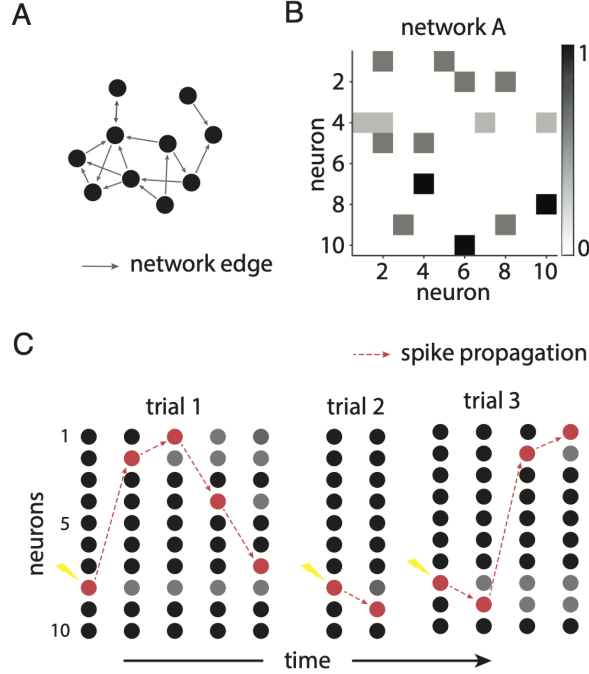 A
network edge
B
network A
1
0
neuron
2
4
6
8
10
2 4 6 8 10
neuron
C
spike propagation
trial 1 trial 2 trial 3
neurons
1
5
10
time